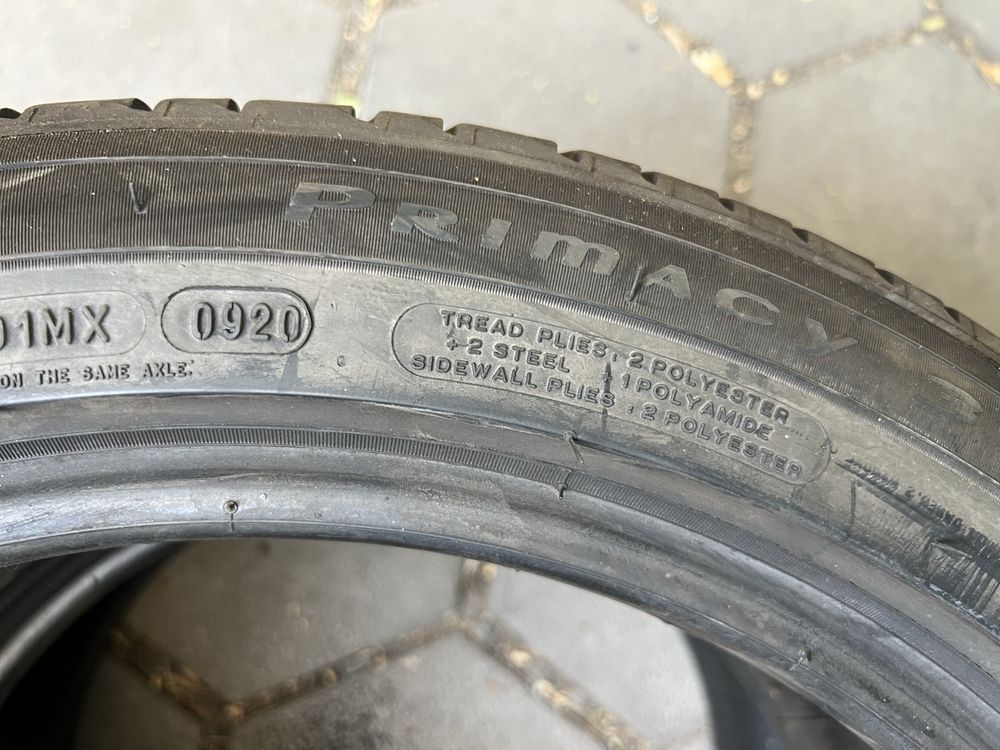 PRIMACY 3
01MX 0920
ON THE SAME AXLE.
TREAD PLIES: 2 POLYESTER
+ 2 STEEL + 1 POLYAMIDE
SIDEWALL PLIES : 2 POLYESTER